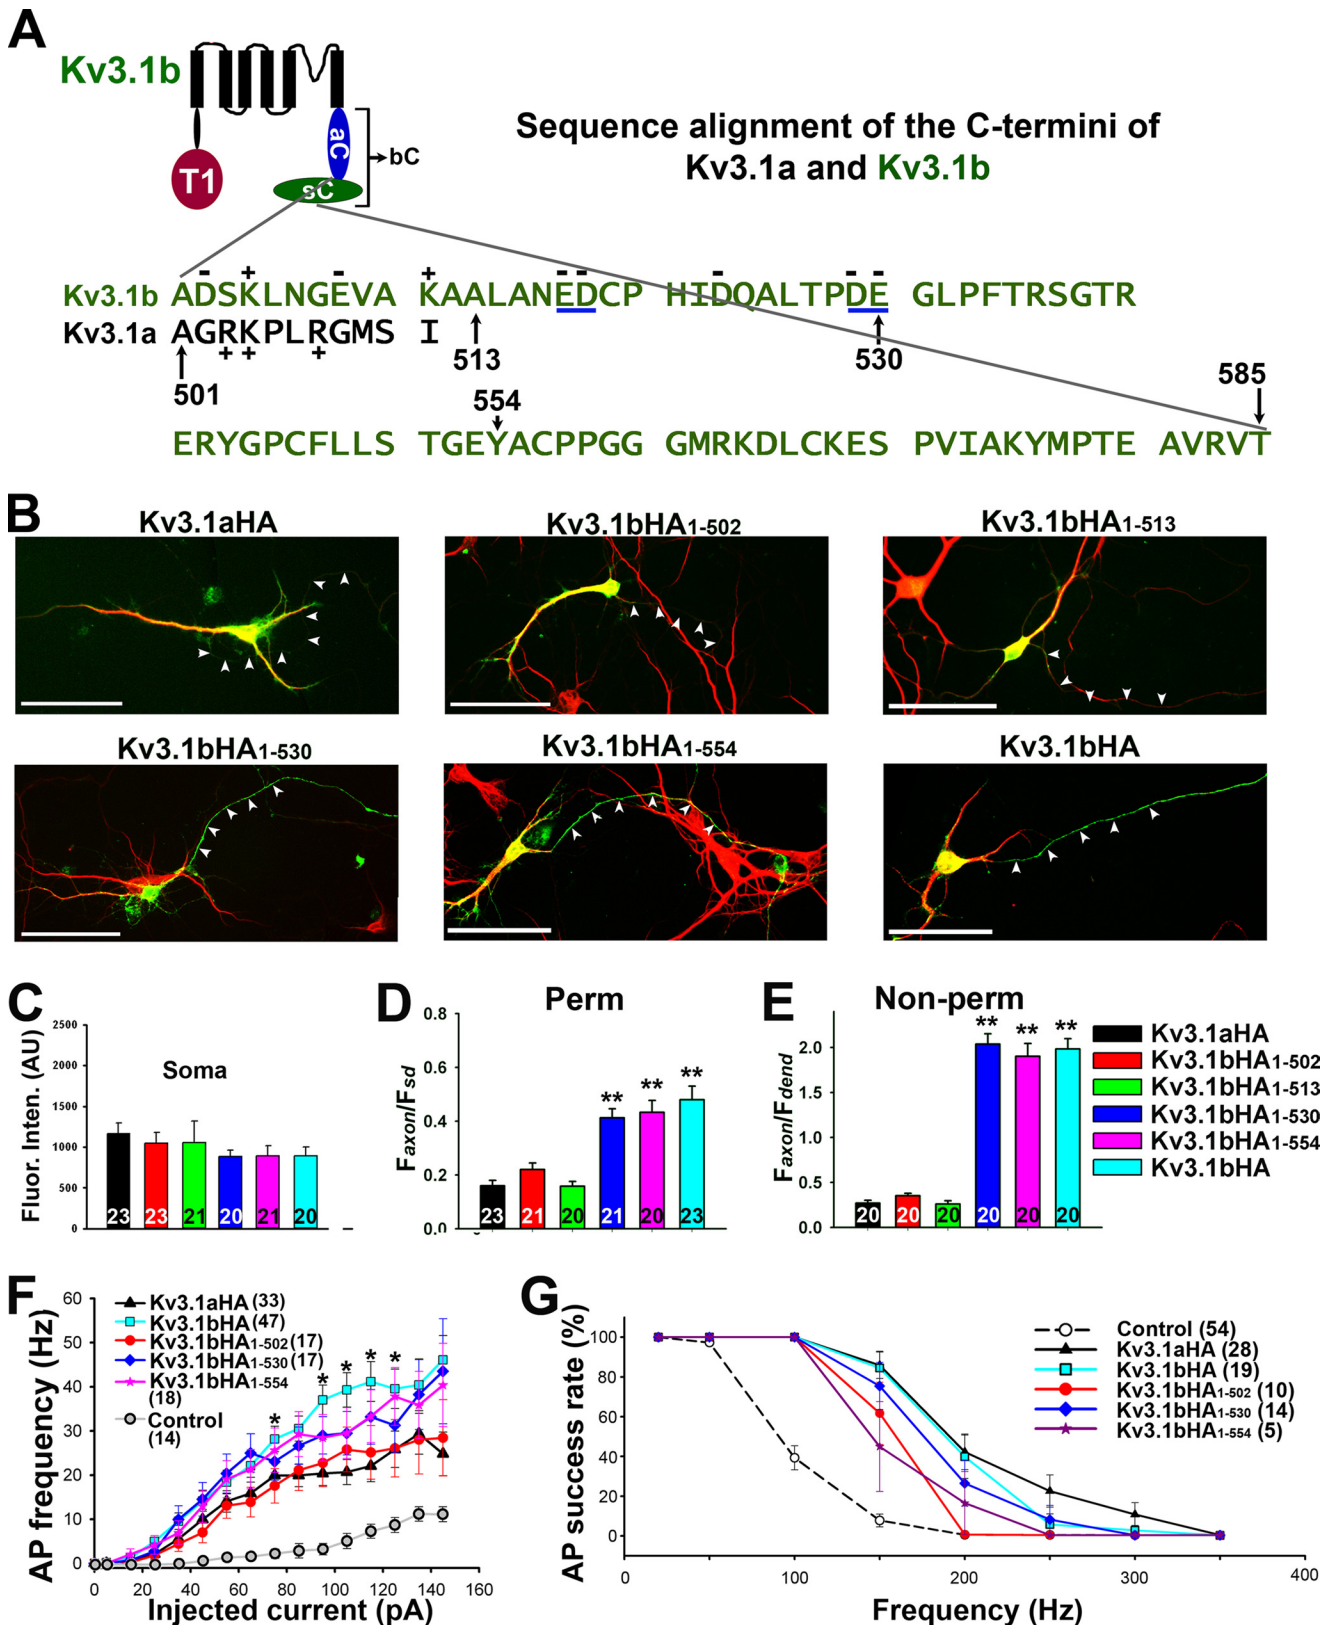 A
Kv3.1b
T1
aC
bC
sC
Sequence alignment of the C-termini of
Kv3.1a and Kv3.1b
- + - + - - - - -
Kv3.1b ADSKLNGEVA KAALANEDCP HIDQALTPDE GLPFTRSGTR
Kv3.1a AGRKPLRGMS I
+ + +
501 513 530 585
554
ERYGPCFLLS TGEYACPPGG GMRKDLCKES PVIAKYMPTE AVRVT
B
Kv3.1aHA Kv3.1bHA1-502 Kv3.1bHA1-513
Kv3.1bHA1-530 Kv3.1bHA1-554 Kv3.1bHA
C
Soma
Fluor. Inten. (AU)
2500
2000
1500
1000
500
0
23 23 21 20 21 20
D
Perm
Faxon/Fsd
0.8
0.6
0.4
0.2
0.0
** ** **
23 21 20 21 20 23
E
Non-perm
Faxon/Fdend
2.0
1.5
1.0
0.5
0.0
** ** **
20 20 20 20 20 20
Kv3.1aHA
Kv3.1bHA1-502
Kv3.1bHA1-513
Kv3.1bHA1-530
Kv3.1bHA1-554
Kv3.1bHA
F
AP frequency (Hz)
60
50
40
30
20
10
0
Kv3.1aHA (33)
Kv3.1bHA (47)
Kv3.1bHA1-502 (17)
Kv3.1bHA1-530 (17)
Kv3.1bHA1-554
(18)
Control
(14)
* * * * *
0 20 40 60 80 100 120 140 160
Injected current (pA)
G
AP success rate (%)
100
80
60
40
20
0
Control (54)
Kv3.1aHA (28)
Kv3.1bHA (19)
Kv3.1bHA1-502 (10)
Kv3.1bHA1-530 (14)
Kv3.1bHA1-554 (5)
0 100 200 300 400
Frequency (Hz)